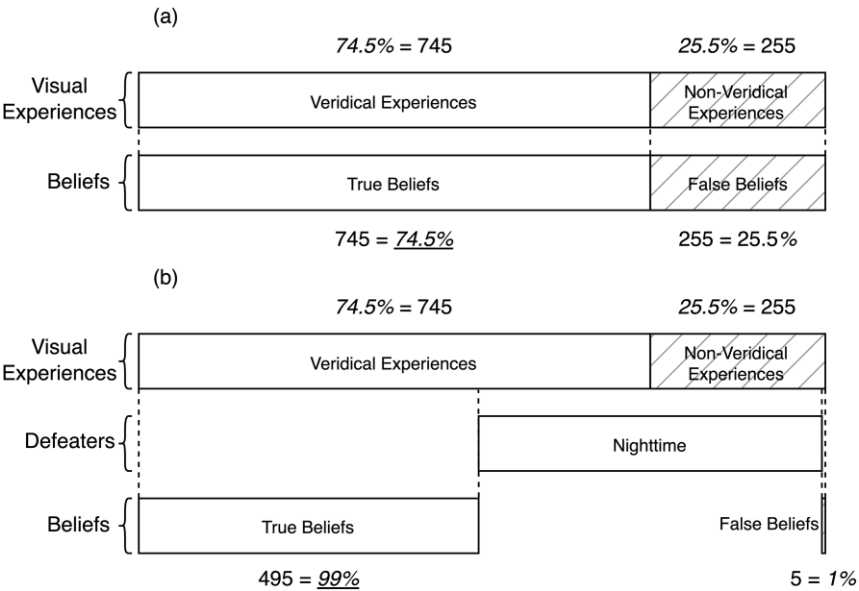 (a)
74.5% = 745 25.5% = 255
Visual
Experiences
Veridical Experiences
Non-Veridical
Experiences
Beliefs
True Beliefs
False Beliefs
745 = 74.5% 255 = 25.5%
(b)
74.5% = 745 25.5% = 255
Visual
Experiences
Veridical Experiences
Non-Veridical
Experiences
Defeaters
Nighttime
Beliefs
True Beliefs
False Beliefs
495 = 99% 5 = 1%